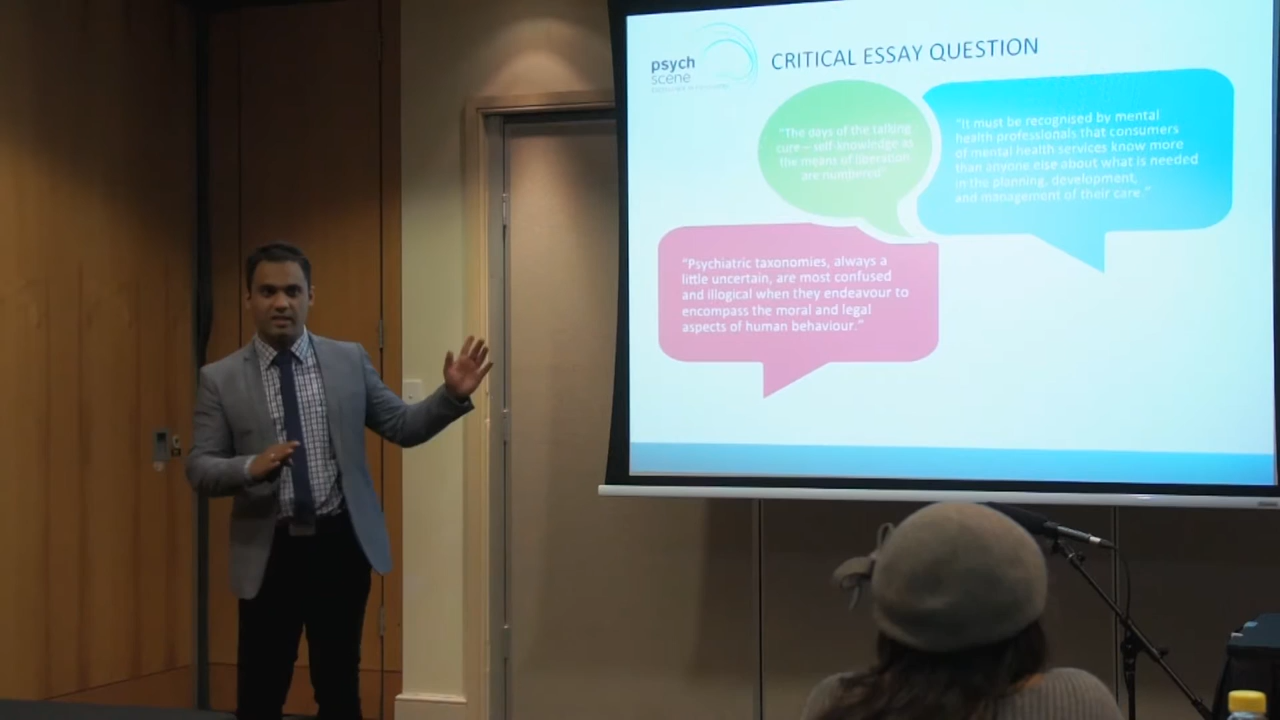 psych
scene
CRITICAL ESSAY QUESTION
"The days of the talking
cure – self knowledge as
the means of liberation
are numbered"
"It must be recognised by mental
health professionals that consumers
of mental health services know more
than anyone else about what is needed
in the planning, development,
and management of their care."
"Psychiatric taxonomies, always a
little uncertain, are most confused
and illogical when they endeavour to
encompass the moral and legal
aspects of human behaviour."